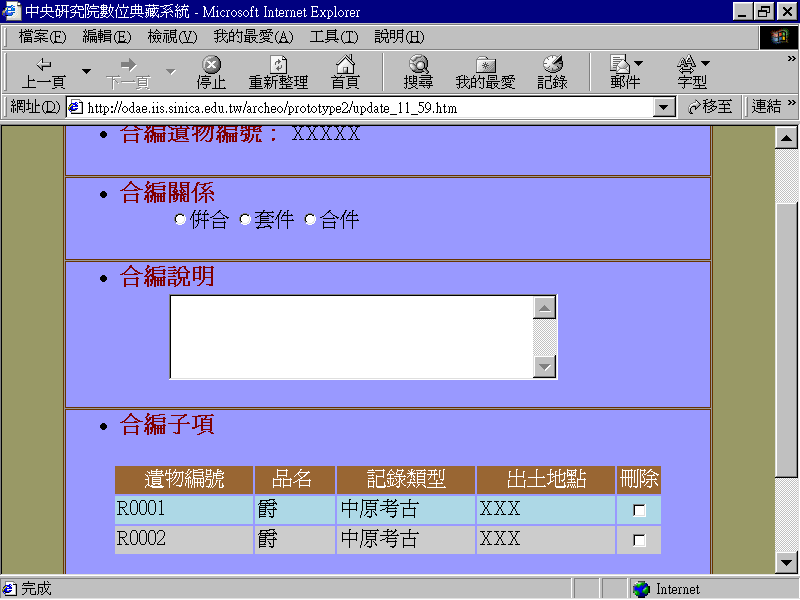 中央研究院數位典藏系統 - Microsoft Internet Explorer
檔案(F) 編輯(E) 檢視(V) 我的最愛(A) 工具(T) 說明(H)
上一頁 下一頁 停止 重新整理 首頁 搜尋 我的最愛 記錄 郵件 字型 »
網址(D) http://odae.iis.sinica.edu.tw/archeo/prototype2/update_11_59.htm 移至 連結 »
• 合編遺物編號： XXXXX
• 合編關係
倂合 套件 合件
• 合編說明
• 合編子項
遺物編號 品名 記錄類型 出土地點 刪除
R0001 爵 中原考古 XXX
R0002 爵 中原考古 XXX
完成 Internet